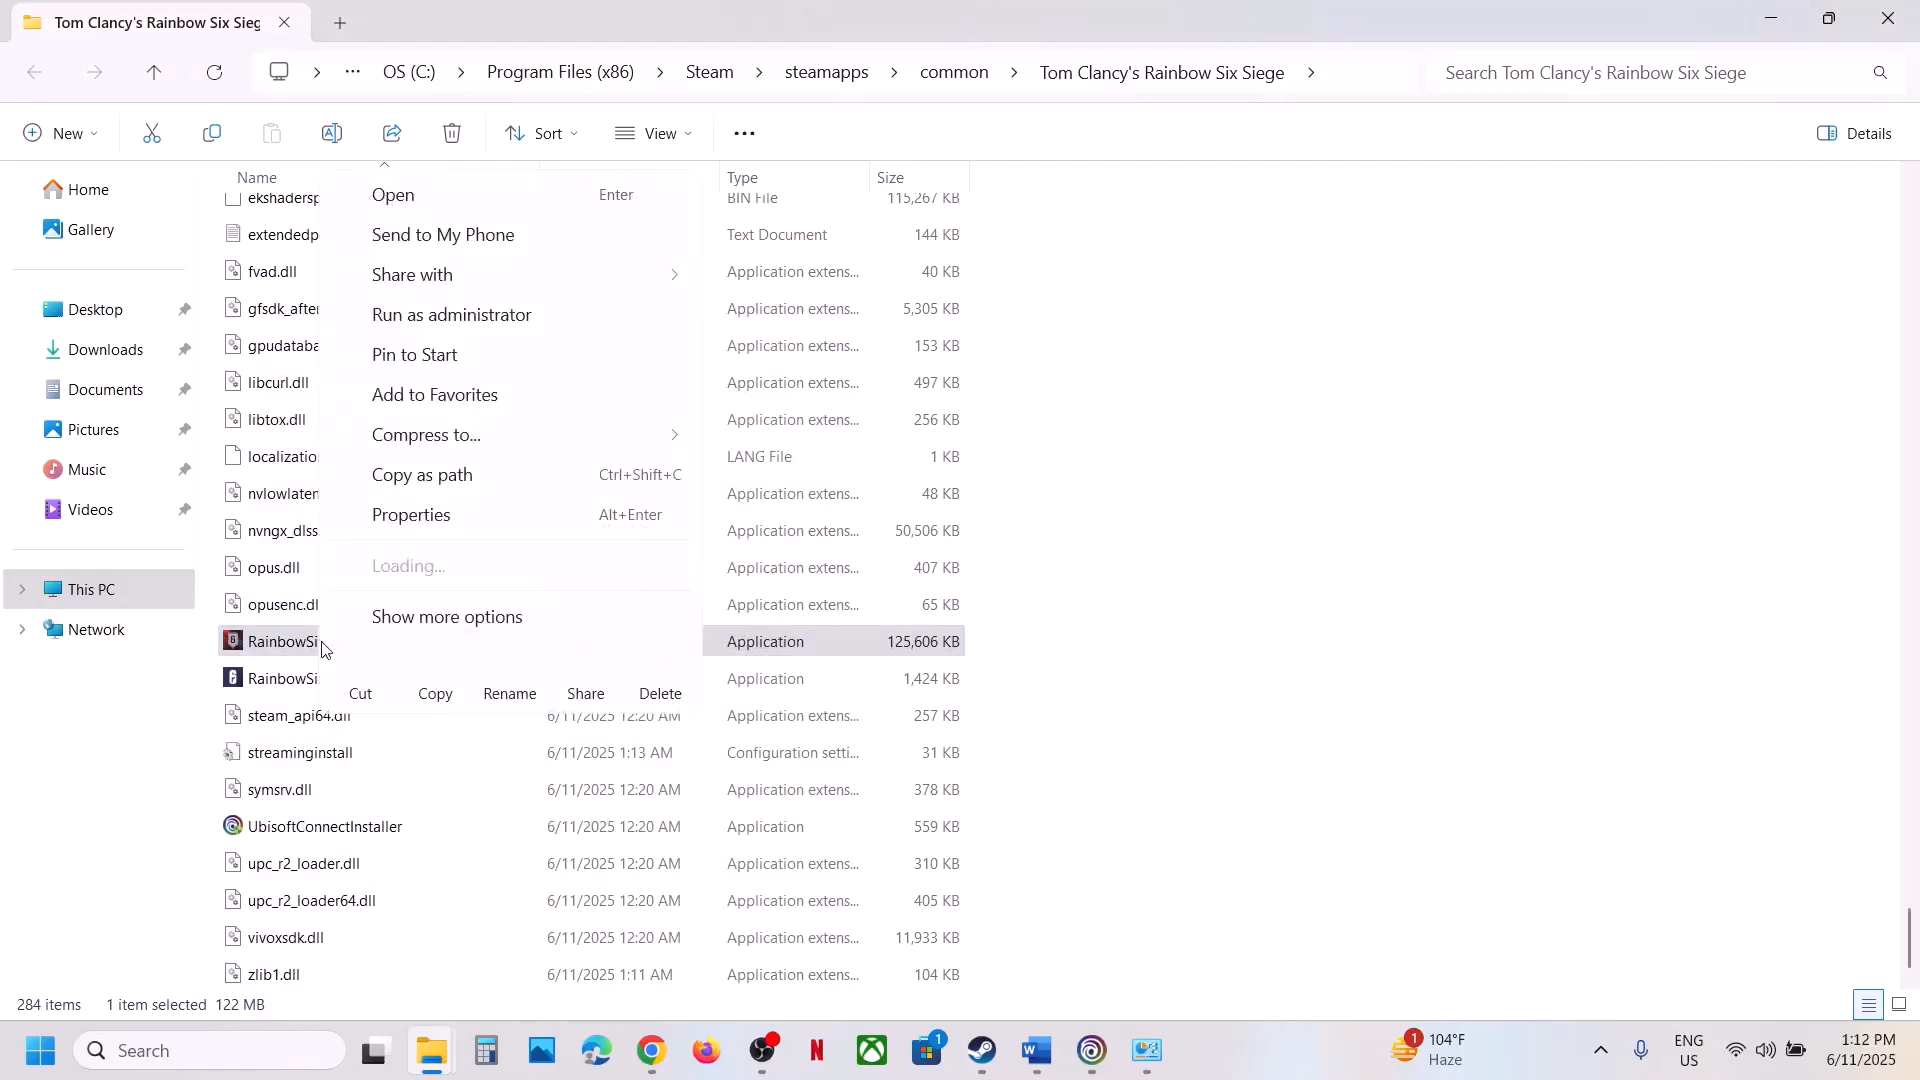 Tom Clancy's Rainbow Six Sieg
OS (C:) Program Files (x86) Steam steamapps common Tom Clancy's Rainbow Six Siege
Search Tom Clancy's Rainbow Six Siege
New Sort View Details
Name Type Size
Home
Gallery
Desktop
Downloads
Documents
Pictures
Music
Videos
This PC
Network
Open Enter
Send to My Phone
Share with
Run as administrator
Pin to Start
Add to Favorites
Compress to...
Copy as path Ctrl+Shift+C
Properties Alt+Enter
Loading...
Show more options
Cut Copy Rename Share Delete
ekshadersp BIN File 115,267 KB
extendedp Text Document 144 KB
fvad.dll Application extens... 40 KB
gfsdk_after Application extens... 5,305 KB
gpudataba Application extens... 153 KB
libcurl.dll Application extens... 497 KB
libtox.dll Application extens... 256 KB
localizatio LANG File 1 KB
nvlowlaten Application extens... 48 KB
nvngx_dlss Application extens... 50,506 KB
opus.dll Application extens... 407 KB
opusenc.dl Application extens... 65 KB
RainbowSi Application 125,606 KB
RainbowSi Application 1,424 KB
steam_api64.dll 6/11/2025 12:20 AM Application extens... 257 KB
streaminginstall 6/11/2025 1:13 AM Configuration setti... 31 KB
symsrv.dll 6/11/2025 12:20 AM Application extens... 378 KB
UbisoftConnectInstaller 6/11/2025 12:20 AM Application 559 KB
upc_r2_loader.dll 6/11/2025 12:20 AM Application extens... 310 KB
upc_r2_loader64.dll 6/11/2025 12:20 AM Application extens... 405 KB
vivoxsdk.dll 6/11/2025 12:20 AM Application extens... 11,933 KB
zlib1.dll 6/11/2025 1:11 AM Application extens... 104 KB
284 items 1 item selected 122 MB
Search
1
1
104°F
Haze
ENG
US
1:12 PM
6/11/2025